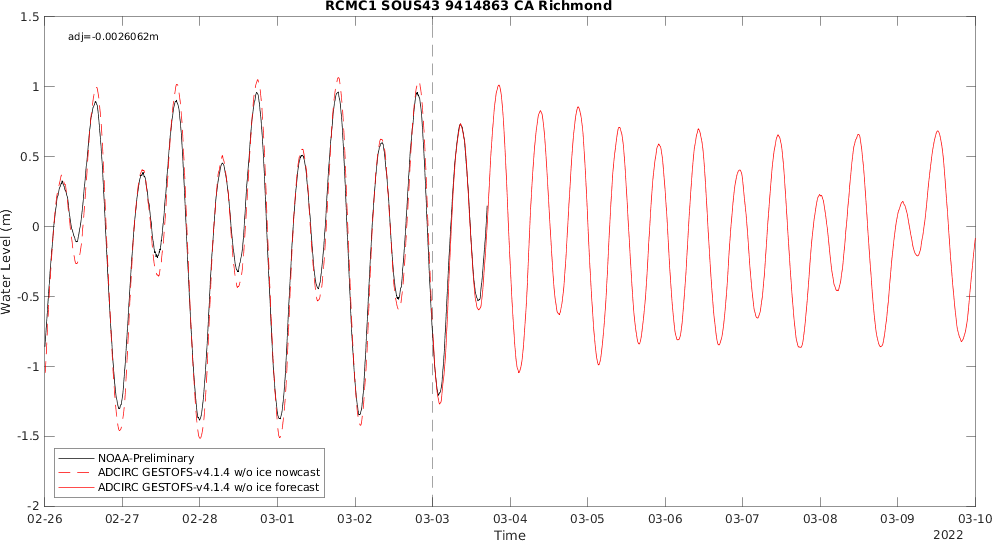 RCMC1 SOUS43 9414863 CA Richmond
adj=-0.0026062m
1.5
1
0.5
0
-0.5
-1
-1.5
-2
Water Level (m)
NOAA-Preliminary
ADCIRC GESTOFS-v4.1.4 w/o ice nowcast
ADCIRC GESTOFS-v4.1.4 w/o ice forecast
02-26 02-27 02-28 03-01 03-02 03-03 03-04 03-05 03-06 03-07 03-08 03-09 03-10
Time
2022